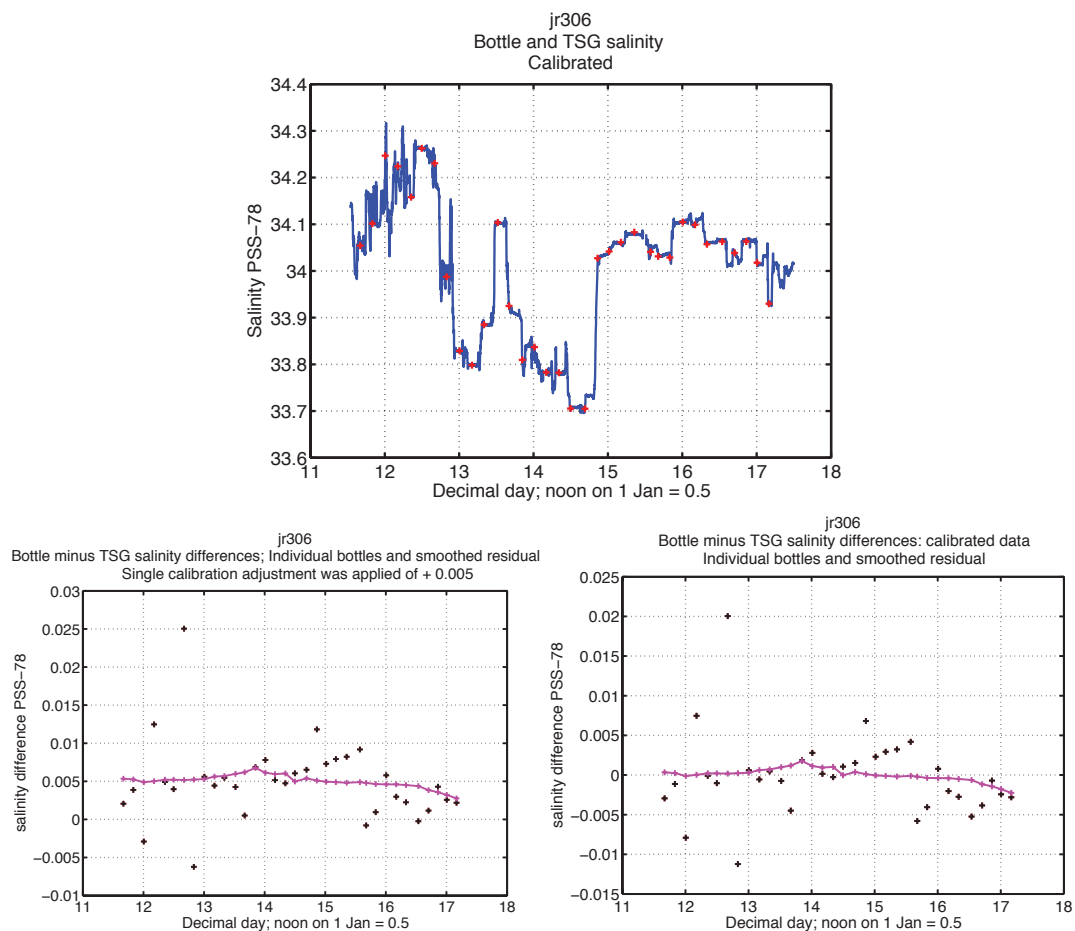 jr306
Bottle and TSG salinity
Calibrated
34.4
34.3
34.2
34.1
34
33.9
33.8
33.7
33.6
Salinity PSS−78
11 12 13 14 15 16 17 18
Decimal day; noon on 1 Jan = 0.5
jr306
Bottle minus TSG salinity differences; Individual bottles and smoothed residual
Single calibration adjustment was applied of + 0.005
0.03
0.025
0.02
0.015
0.01
0.005
0
−0.005
−0.01
salinity difference PSS−78
11 12 13 14 15 16 17 18
Decimal day; noon on 1 Jan = 0.5
jr306
Bottle minus TSG salinity differences: calibrated data
Individual bottles and smoothed residual
0.025
0.02
0.015
0.01
0.005
0
−0.005
−0.01
−0.015
salinity difference PSS−78
11 12 13 14 15 16 17 18
Decimal day; noon on 1 Jan = 0.5